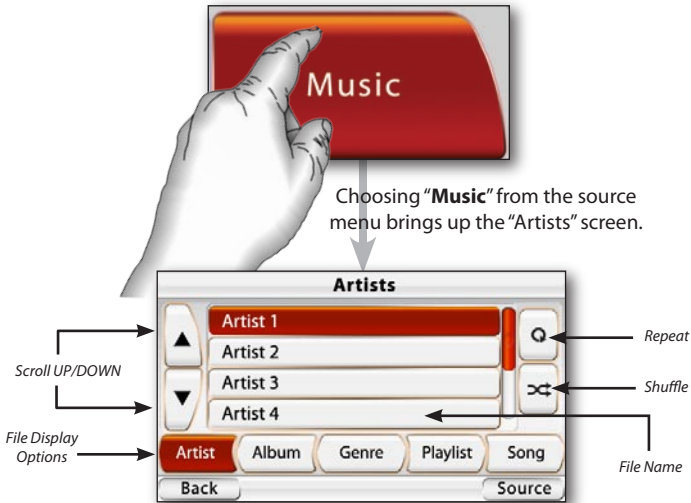 Music
Choosing “Music” from the source
menu brings up the “Artists” screen.
Artists
Artist 1
Artist 2
Artist 3
Artist 4
Scroll UP/DOWN
Repeat
Shuffle
File Display
Options
File Name
Artist Album Genre Playlist Song
Back Source